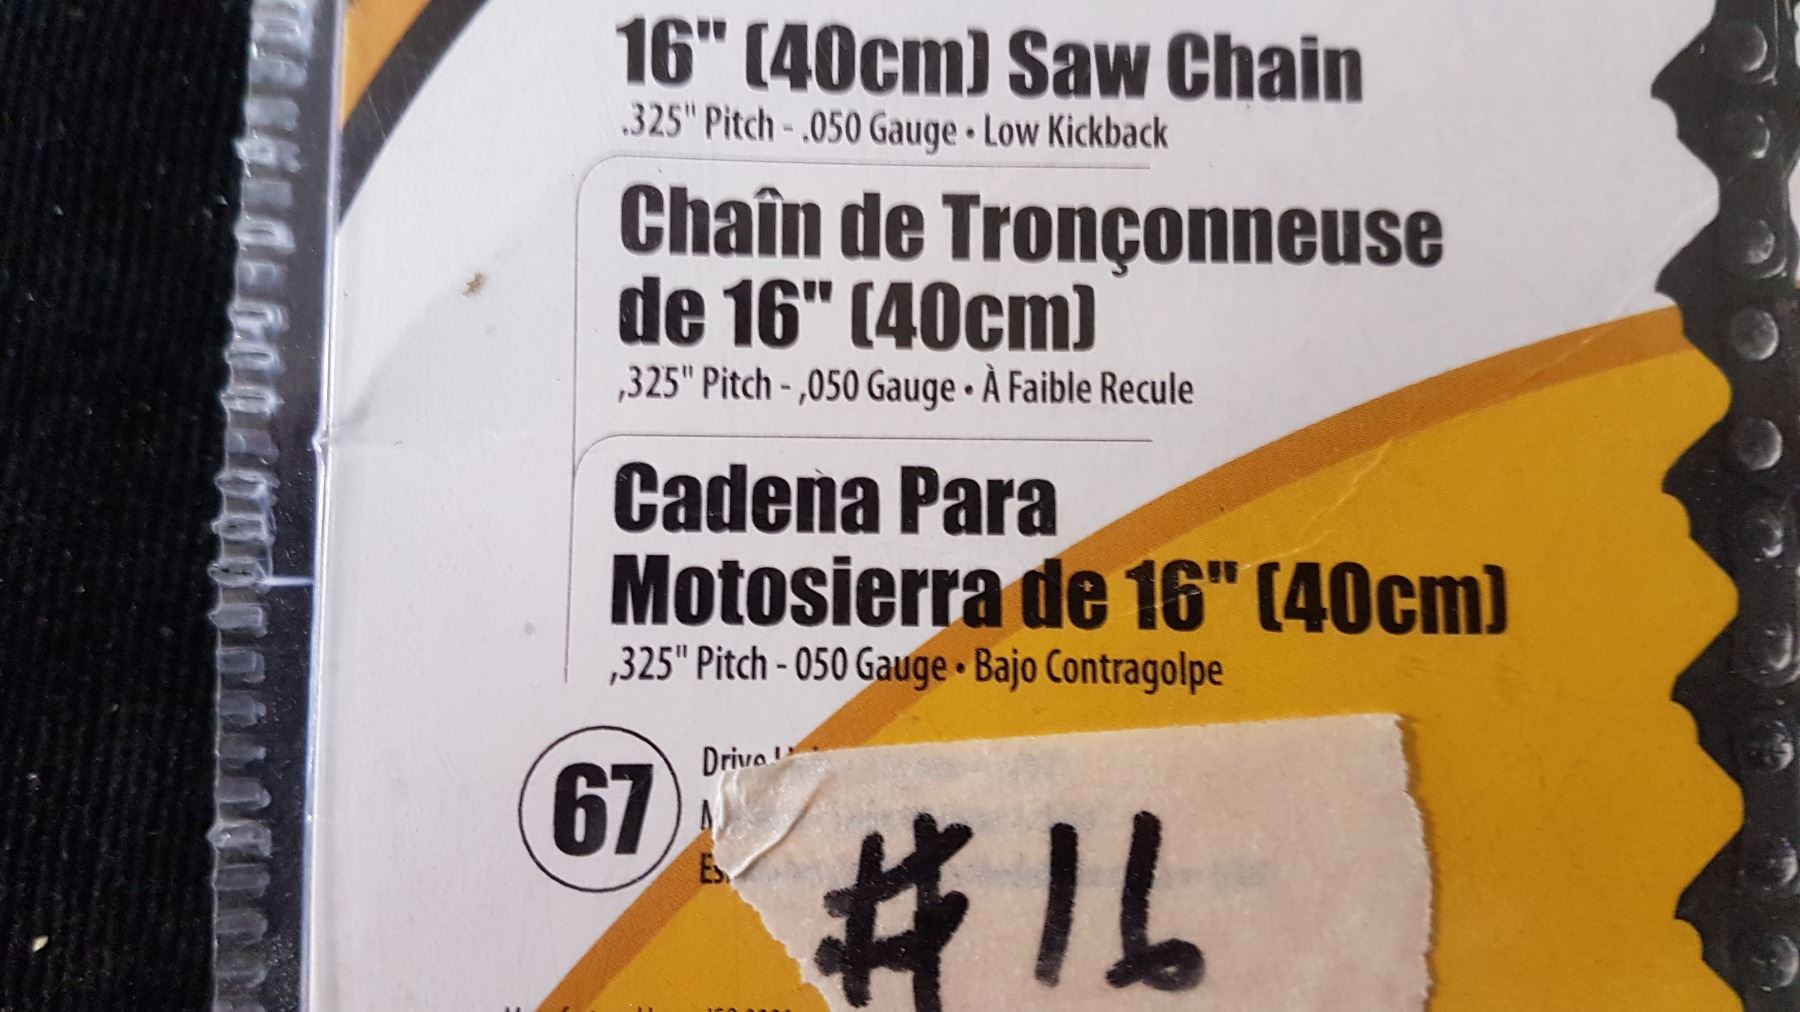 16" (40cm) Saw Chain
.325" Pitch - .050 Gauge • Low Kickback
Chaîn de Tronçonneuse
de 16" (40cm)
,325" Pitch - ,050 Gauge • À Faible Recule
Cadena Para
Motosierra de 16" (40cm)
,325" Pitch - 050 Gauge • Bajo Contragolpe
67
Drive
# 16